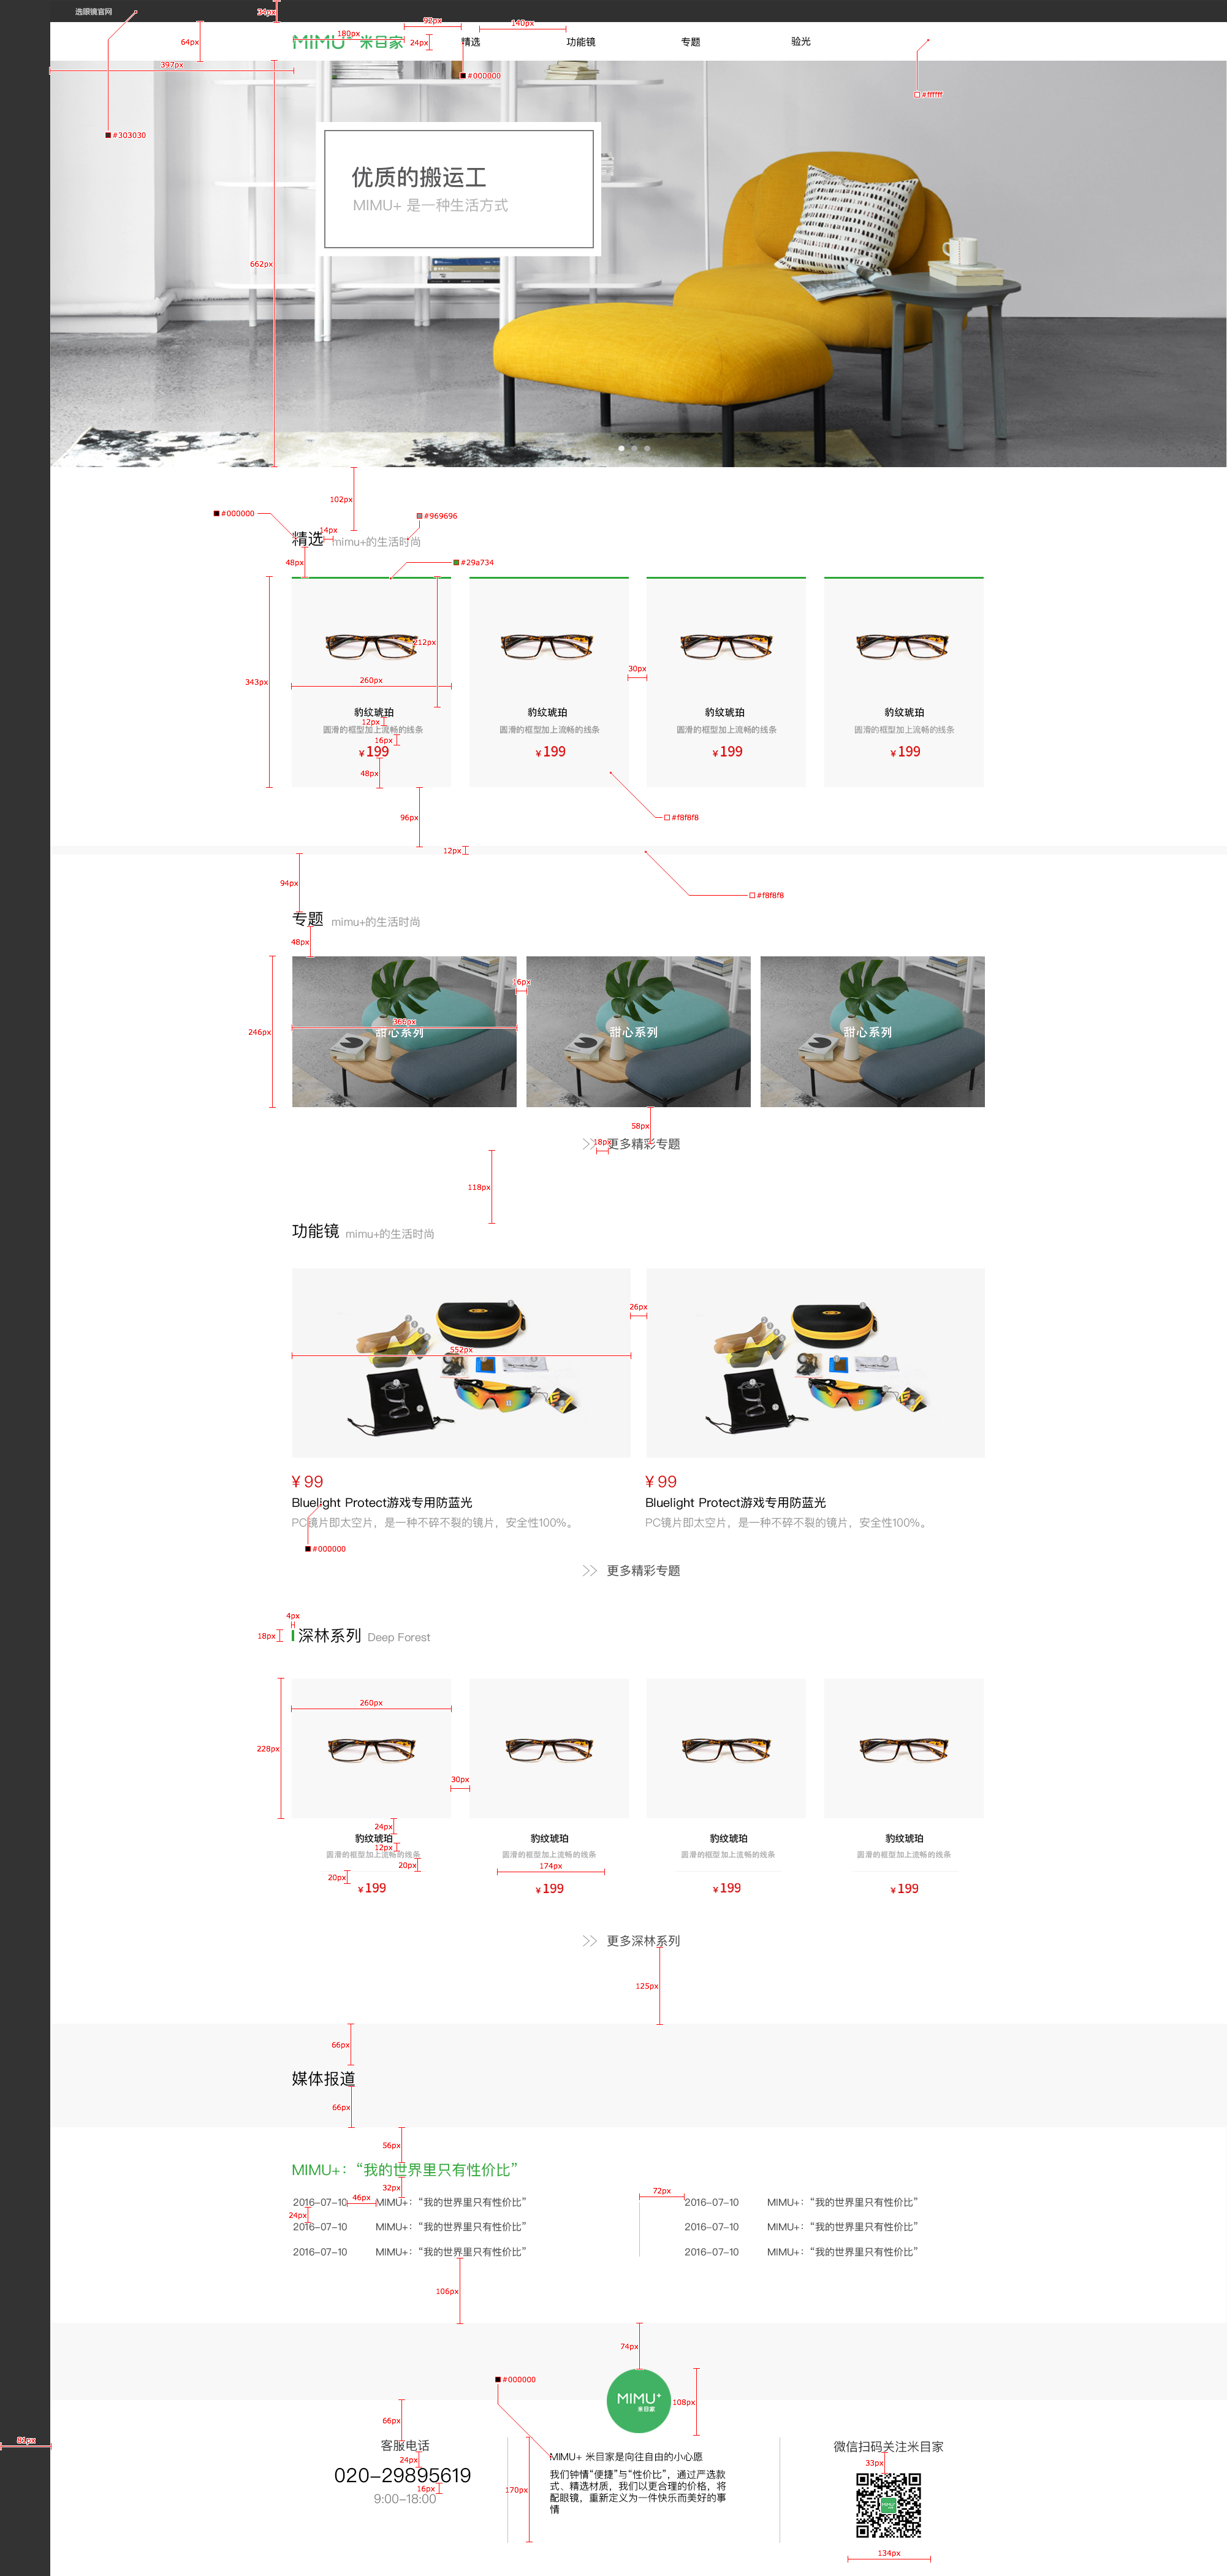 选眼镜官网
34px
64px
MIMU+ 米目家
180px
92px
24px
140px
精选
功能镜
专题
验光
397px
#000000
#ffffff
#303030
优质的搬运工
MIMU+ 是一种生活方式
662px
102px
#000000
#969696
精选
14px
mimu+的生活时尚
48px
#29a734
212px
343px
260px
30px
豹纹琥珀
豹纹琥珀
豹纹琥珀
豹纹琥珀
12px
圆滑的框型加上流畅的线条
圆滑的框型加上流畅的线条
圆滑的框型加上流畅的线条
圆滑的框型加上流畅的线条
16px
¥199
¥199
¥199
¥199
48px
96px
#f8f8f8
12px
94px
#f8f8f8
专题 mimu+的生活时尚
48px
16px
246px
366px
甜心系列
甜心系列
甜心系列
58px
18px
更多精彩专题
118px
功能镜 mimu+的生活时尚
26px
552px
¥99
¥99
Bluelight Protect游戏专用防蓝光
Bluelight Protect游戏专用防蓝光
PC镜片即太空片，是一种不碎不裂的镜片，安全性100%。
PC镜片即太空片，是一种不碎不裂的镜片，安全性100%。
#000000
更多精彩专题
4px
18px
深林系列 Deep Forest
260px
228px
30px
24px
豹纹琥珀
豹纹琥珀
豹纹琥珀
豹纹琥珀
12px
圆滑的框型加上流畅的线条
圆滑的框型加上流畅的线条
圆滑的框型加上流畅的线条
圆滑的框型加上流畅的线条
20px
174px
20px
¥199
¥199
¥199
¥199
更多深林系列
125px
66px
媒体报道
66px
56px
MIMU+：“我的世界里只有性价比”
32px
46px
72px
2016-07-10 MIMU+：“我的世界里只有性价比”
2016-07-10 MIMU+：“我的世界里只有性价比”
24px
2016-07-10 MIMU+：“我的世界里只有性价比”
2016-07-10 MIMU+：“我的世界里只有性价比”
2016-07-10 MIMU+：“我的世界里只有性价比”
2016-07-10 MIMU+：“我的世界里只有性价比”
106px
74px
#000000
MIMU+
米目家
108px
66px
81px
客服电话
24px
020-29895619
16px
9:00-18:00
170px
MIMU+ 米目家是向往自由的小心愿
我们钟情“便捷”与“性价比”，通过严选款
式、精选材质，我们以更合理的价格，将
配眼镜，重新定义为一件快乐而美好的事
情
微信扫码关注米目家
33px
134px